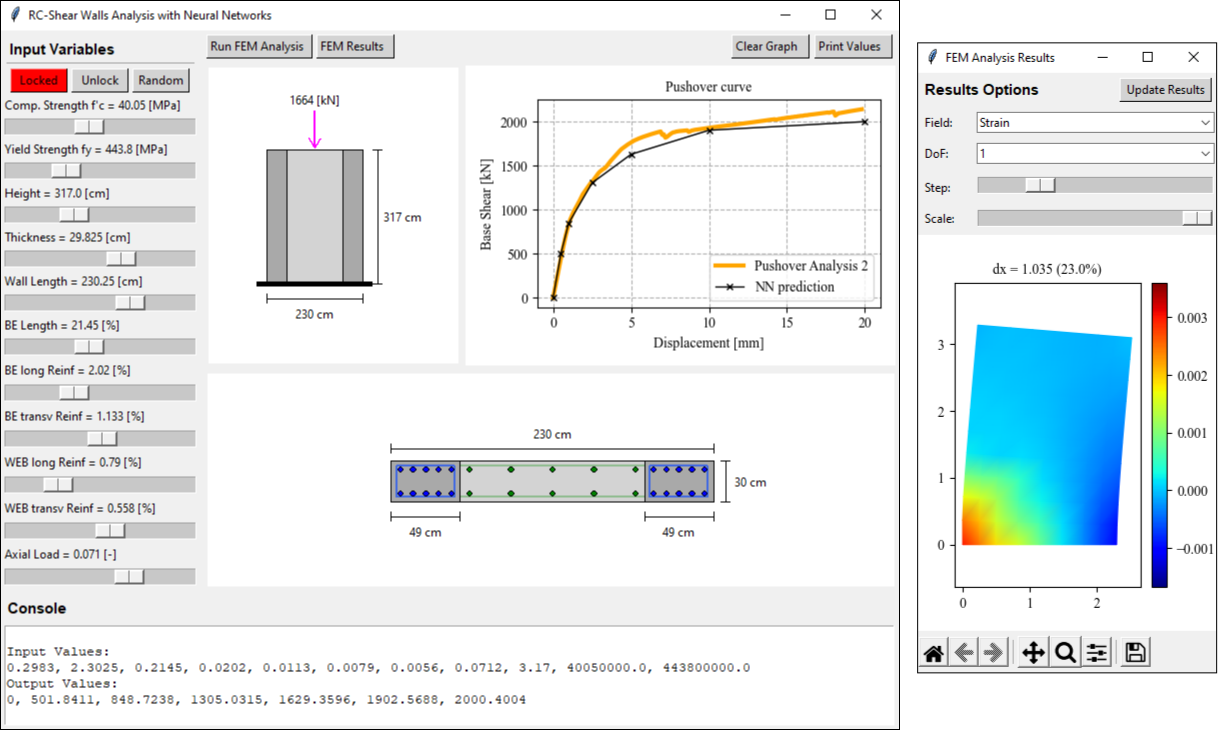 RC-Shear Walls Analysis with Neural Networks
Input Variables
Run FEM Analysis
FEM Results
Clear Graph
Print Values
Locked
Unlock
Random
Comp. Strength f'c = 40.05 [MPa]
Yield Strength fy = 443.8 [MPa]
Height = 317.0 [cm]
Thickness = 29.825 [cm]
Wall Length = 230.25 [cm]
BE Length = 21.45 [%]
BE long Reinf = 2.02 [%]
BE transv Reinf = 1.133 [%]
WEB long Reinf = 0.79 [%]
WEB transv Reinf = 0.558 [%]
Axial Load = 0.071 [-]
1664 [kN]
317 cm
230 cm
Pushover curve
Base Shear [kN]
2000
1500
1000
500
0
Pushover Analysis 2
NN prediction
0 5 10 15 20
Displacement [mm]
230 cm
30 cm
49 cm
49 cm
Console
Input Values:
0.2983, 2.3025, 0.2145, 0.0202, 0.0113, 0.0079, 0.0056, 0.0712, 3.17, 40050000.0, 443800000.0
Output Values:
0, 501.8411, 848.7238, 1305.0315, 1629.3596, 1902.5688, 2000.4004
FEM Analysis Results
Results Options
Update Results
Field: Strain
DoF: 1
Step:
Scale:
dx = 1.035 (23.0%)
3
2
1
0
0 1 2
0.003
0.002
0.001
0.000
−0.001